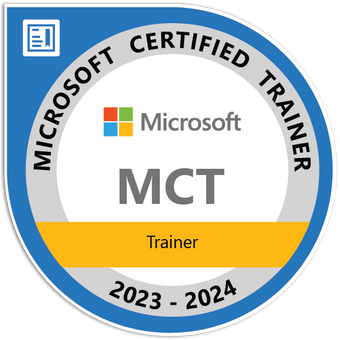 MICROSOFT CERTIFIED TRAINER
Microsoft
MCT
Trainer
2023 - 2024